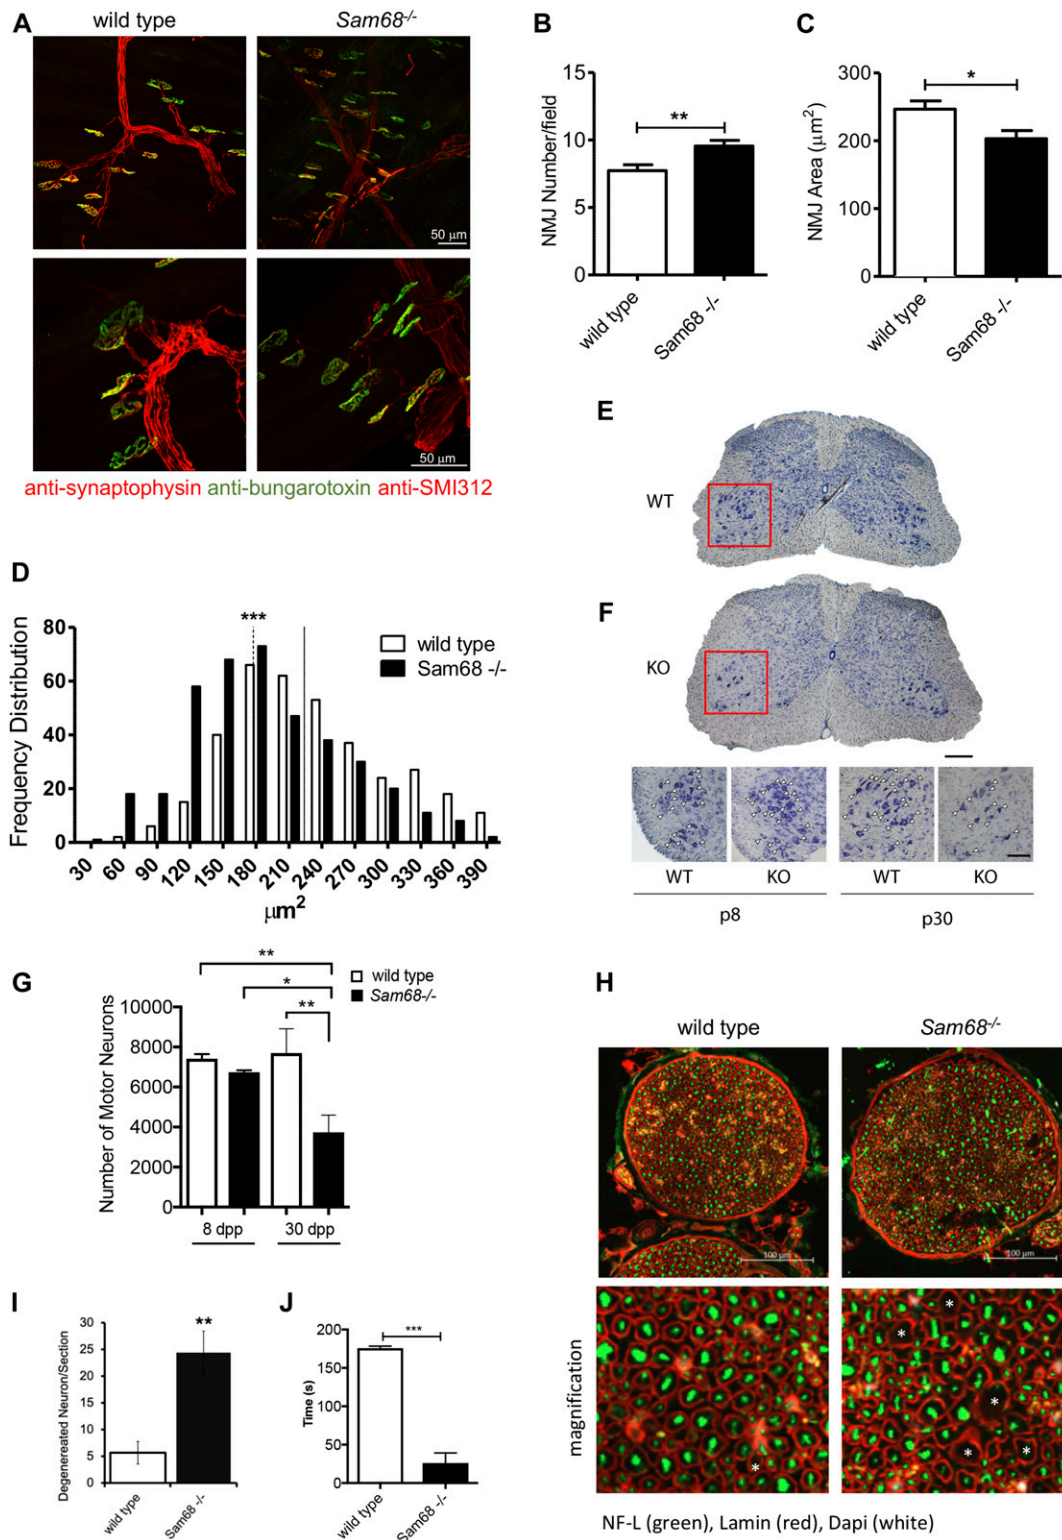 A
wild type
Sam68-/-
50 µm
50 µm
anti-synaptophysin anti-bungarotoxin anti-SMI312
B
15
10
5
0
NMJ Number/field
**
wild type
Sam68 -/-
C
300
200
100
0
NMJ Area (µm2)
*
wild type
Sam68 -/-
D
80
60
40
20
0
Frequency Distribution
***
wild type
Sam68 -/-
30 60 90 120 150 180 210 240 270 300 330 360 390
µm2
E
WT
F
KO
WT KO WT KO
p8 p30
G
**
*
**
wild type
Sam68-/-
10000
8000
6000
4000
2000
0
Number of Motor Neurons
8 dpp 30 dpp
H
wild type
Sam68-/-
100 µm
100 µm
magnification
*
*
*
*
*
*
NF-L (green), Lamin (red), Dapi (white)
I
30
25
20
15
10
5
0
Degenereated Neuron/Section
**
wild type
Sam68 -/-
J
200
150
100
50
0
Time (s)
***
wild type
Sam68 -/-